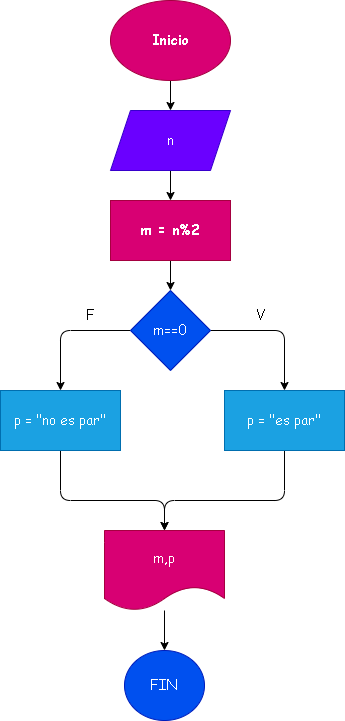 Inicio
n
m = n%2
F
V
m==0
p = "no es par"
p = "es par"
m,p
FIN